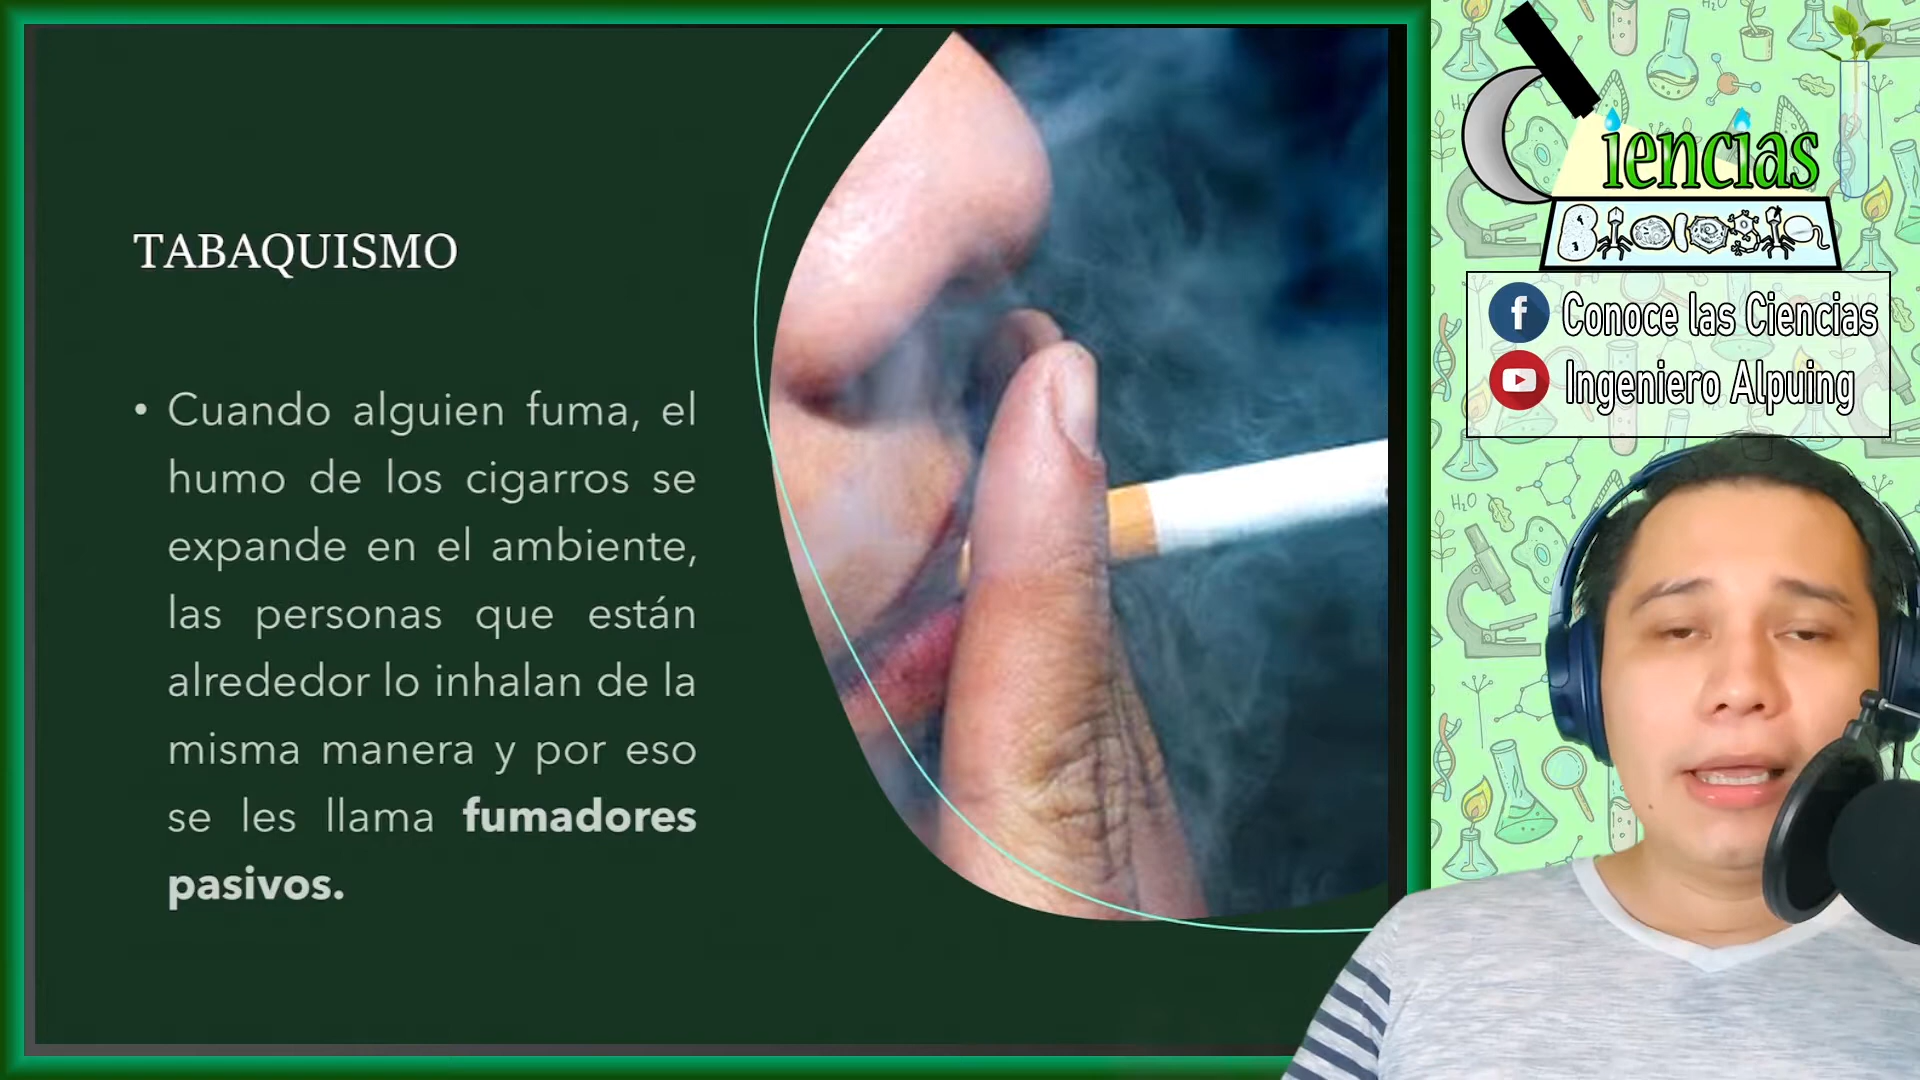 TABAQUISMO
• Cuando alguien fuma, el
humo de los cigarros se
expande en el ambiente,
las personas que están
alrededor lo inhalan de la
misma manera y por eso
se les llama fumadores
pasivos.
Ciencias
Biología
Conoce las Ciencias
Ingeniero Alpuing
H₂O
H₂O